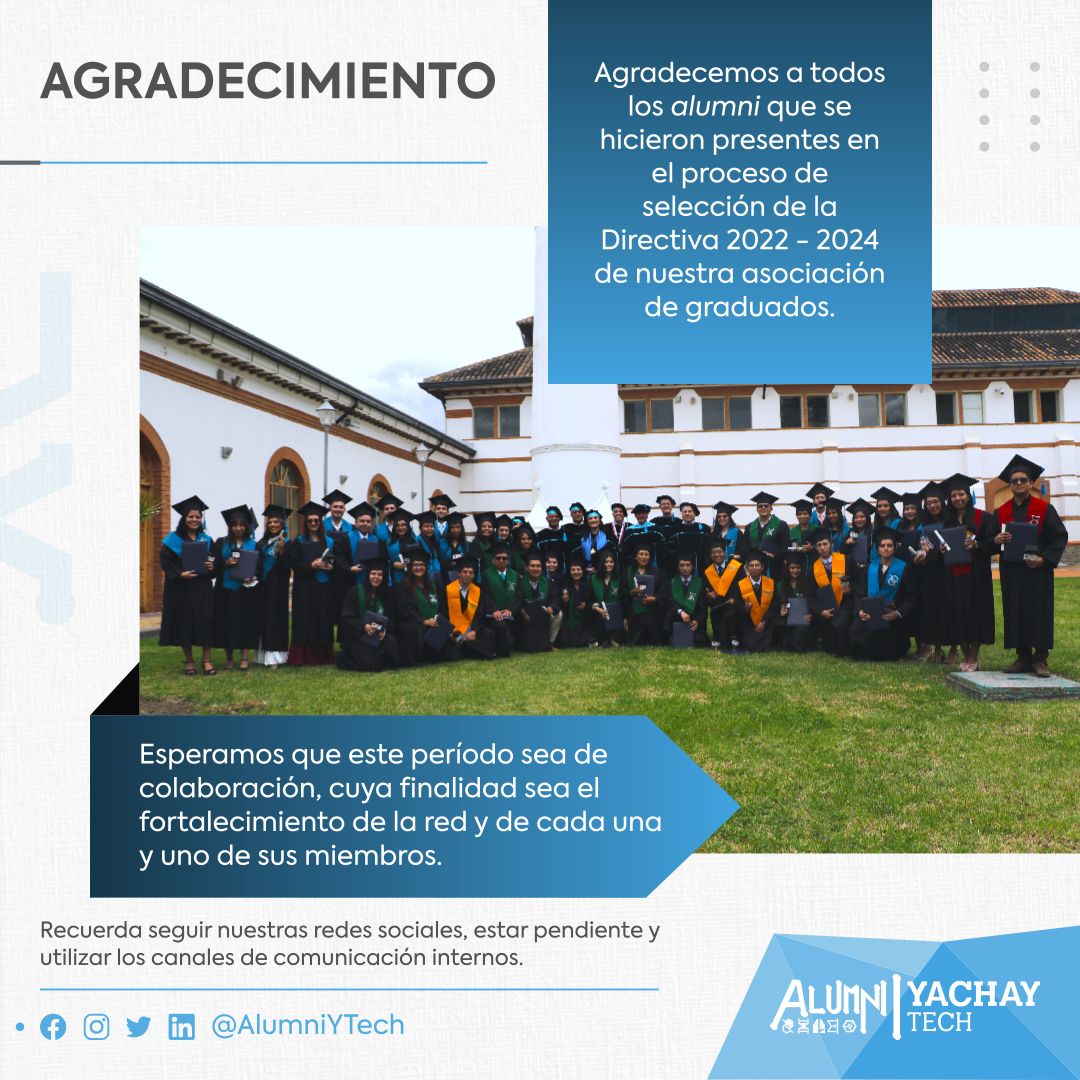 AGRADECIMIENTO
Agradecemos a todos
los alumni que se
hicieron presentes en
el proceso de
selección de la
Directiva 2022 - 2024
de nuestra asociación
de graduados.
Esperamos que este período sea de
colaboración, cuya finalidad sea el
fortalecimiento de la red y de cada una
y uno de sus miembros.
Recuerda seguir nuestras redes sociales, estar pendiente y
utilizar los canales de comunicación internos.
@AlumniYTech
ALUMNI
YACHAY
TECH